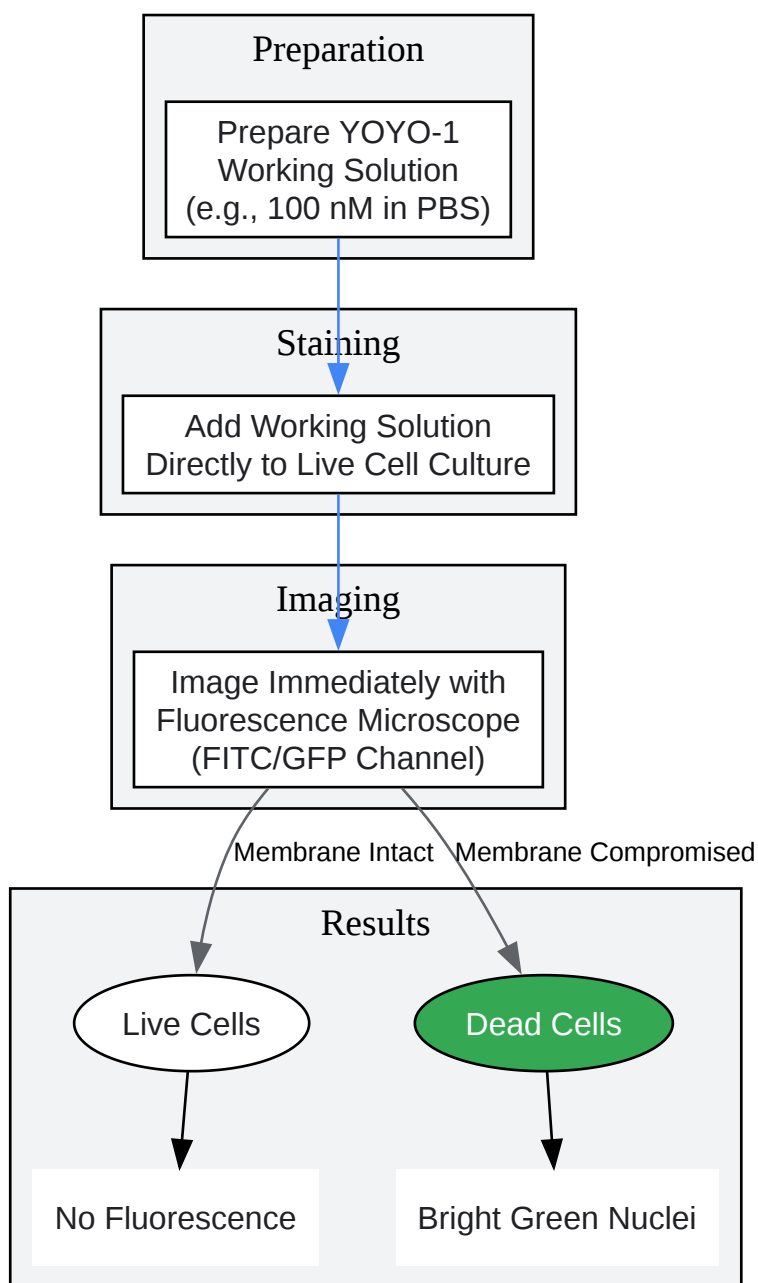 Preparation
Prepare YOYO-1
Working Solution
(e.g., 100 nM in PBS)
Staining
Add Working Solution
Directly to Live Cell Culture
Imaging
Image Immediately with
Fluorescence Microscope
(FITC/GFP Channel)
Membrane Intact
Membrane Compromised
Results
Live Cells
Dead Cells
No Fluorescence
Bright Green Nuclei